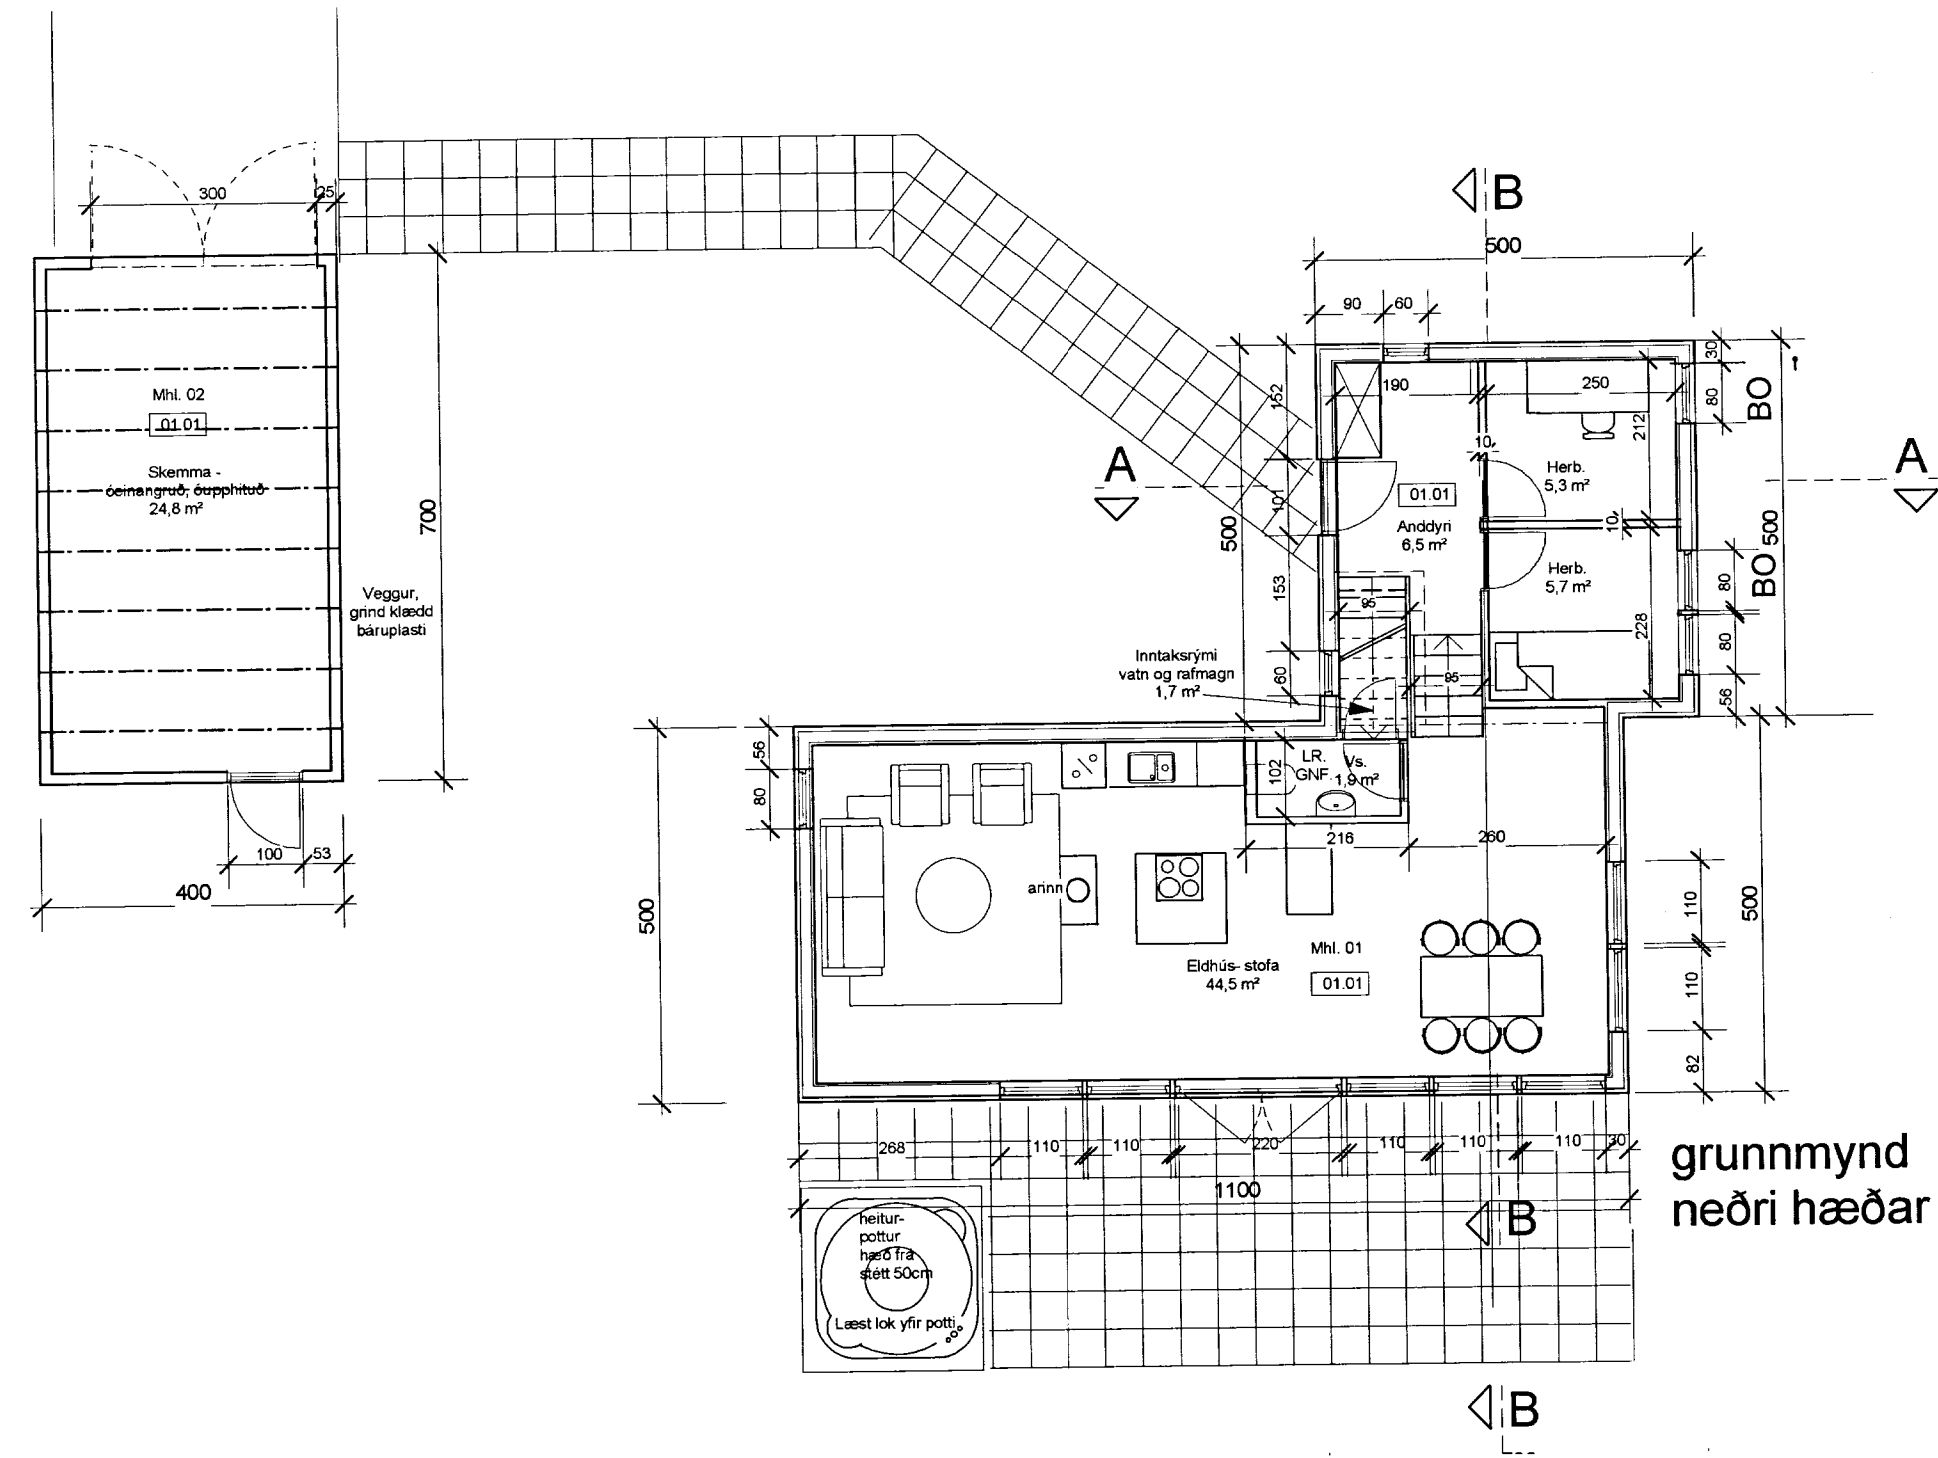 300
25
Mhl. 02
01.01
Skemma -
óeinangruð, óupphituð
24,8 m²
700
Veggur,
grind klædd
báruplasti
100
53
400
B
500
90
60
152
190
250
30
80
BO
212
10
A
A
101
01.01
Herb.
5,3 m²
Anddyri
6,5 m²
10
500
500
153
95
Herb.
5,7 m²
80
BO
228
80
Inntaksrými
vatn og rafmagn
1,7 m²
60
95
56
56
80
102
LR.
GNF.
Vs.
1,9 m²
216
260
500
arinn
110
500
Mhl. 01
Eldhús- stofa
44,5 m²
01.01
110
82
268
110
110
220
110
110
110
30
1100
grunnmynd
neðri hæðar
B
heitur-
pottur
hæð frá
stétt 50cm
Læst lok yfir potti
B